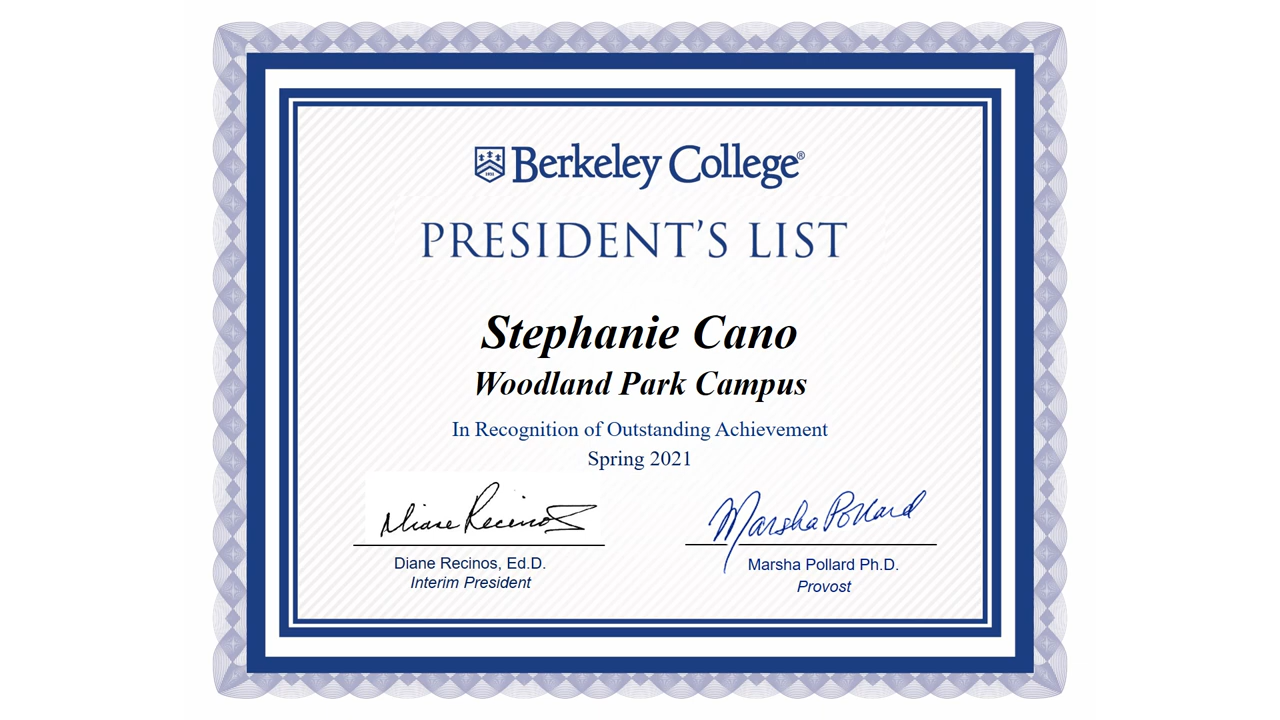 Berkeley College®
PRESIDENT'S LIST
Stephanie Cano
Woodland Park Campus
In Recognition of Outstanding Achievement
Spring 2021
Diane Recinos Marsha Pollard
Diane Recinos, Ed.D. Marsha Pollard Ph.D.
Interim President Provost